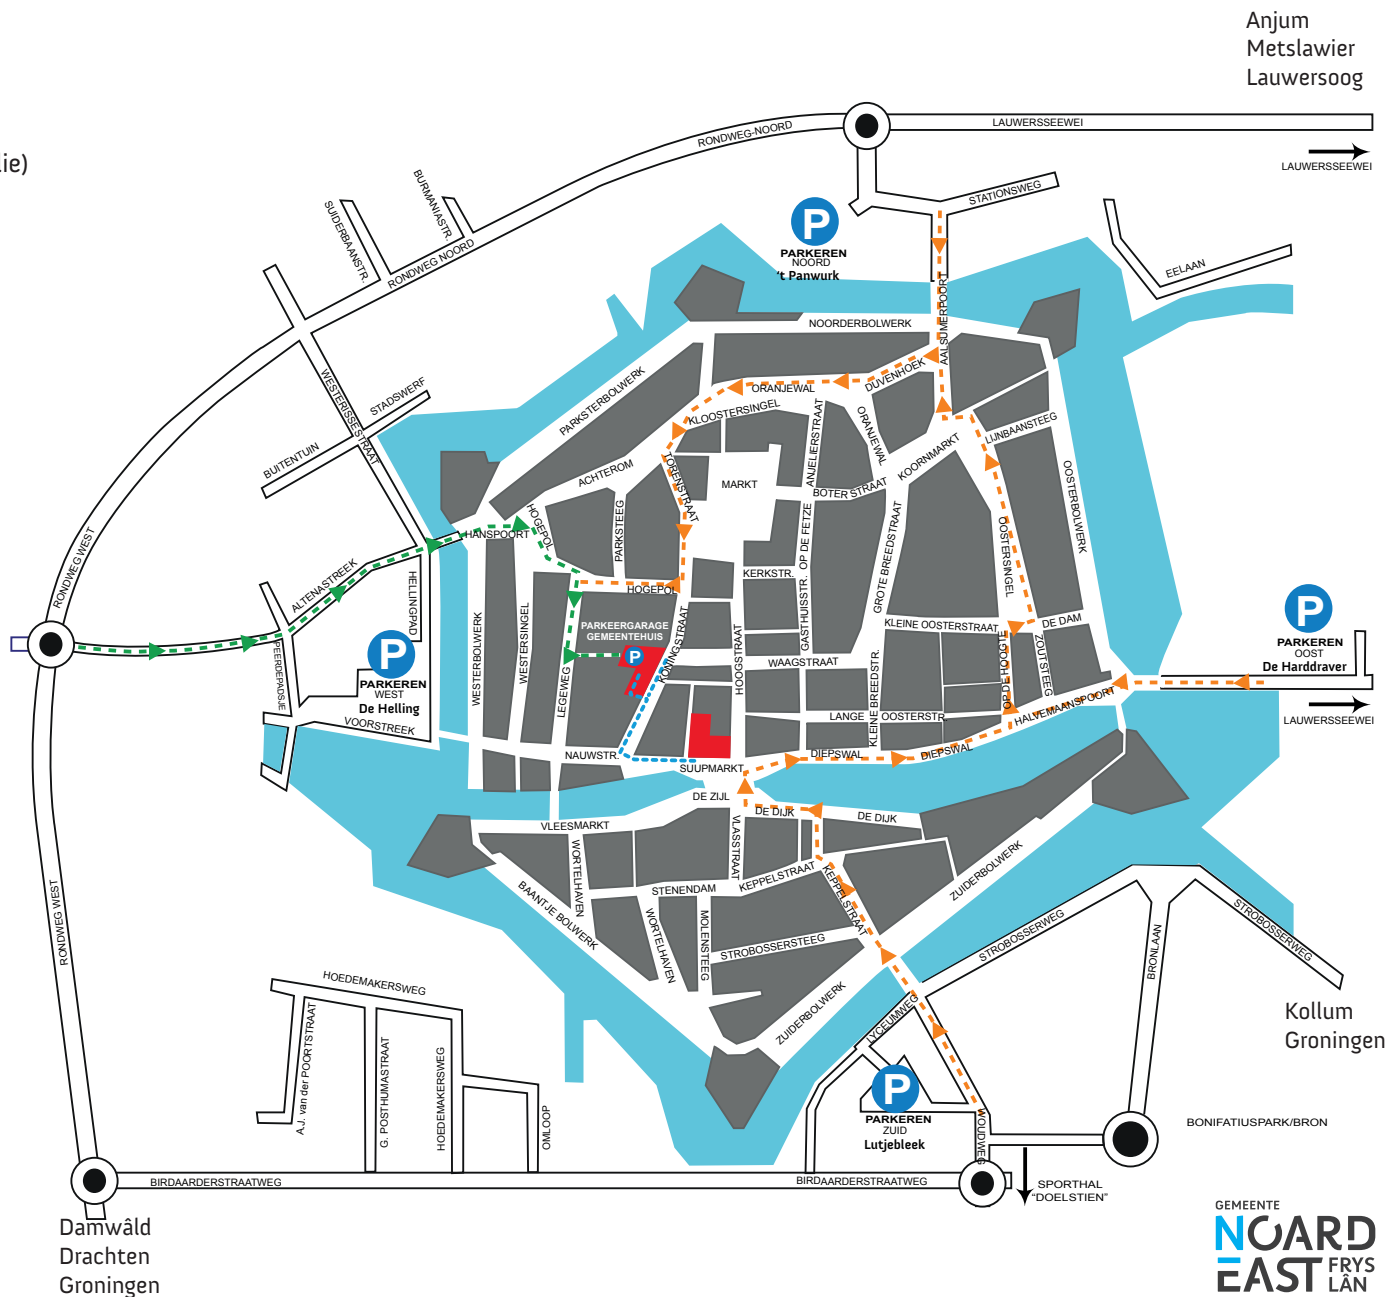 Anjum
Metslawier
Lauwersoog
lie)
RONDWEG-NOORD
LAUWERSSEEWEI
LAUWERSSEEWEI
BURMANIASTR.
SUIDERBAANSTR.
STATIONSWEG
P
PARKEREN
NOORD
't Panwurk
RONDWEG NOORD
EELAAN
AALSUMERPOORT
NOORDERBOLWERK
WESTERISSESTRAAT
STADSWERF
BUITENTUIN
PARKSTERBOLWERK
DUVENHOEK
ORANJEWAL
KLOOSTERSINGEL
ANJELIERSTRAAT
ORANJEWAL
LIJNBAANSTEEG
KOORNMARKT
ACHTEROM
TORENSTRAAT
MARKT
BOTERSTRAAT
OOSTERBOLWERK
HOGEPOL
PARKSTEEG
HANSPOORT
OP DE FETZE
GROTE BREEDSTRAAT
OOSTERSINGEL
RONDWEG WEST
ALTENASTREEK
HELLINGPAD
KERKSTR.
HOGEPOL
PARKEERGARAGE
GEMEENTEHUIS
P
KONINGSTRAAT
HOOGSTRAAT
GASTHUISSTR.
KLEINE OOSTERSTRAAT
DE DAM
ZOUTSTEEG
OP DE HOOGTE
P
PARKEREN
OOST
De Harddraver
LAUWERSSEEWEI
PEERDEPADSJE
P
PARKEREN
WEST
De Helling
VOORSTREEK
WESTERBOLWERK
WESTERSINGEL
LEGEWEG
WAAGSTRAAT
KLEINE BREEDSTR.
LANGE OOSTERSTR.
HALVEMAANSPOORT
NAUWSTR.
SUUPMARKT
DIEPSWAL
DIEPSWAL
DE ZIJL
DE DIJK
DE DIJK
VLEESMARKT
VLASSTRAAT
WORTELHAVEN
STENENDAM
KEPPELSTRAAT
KEPPELSTRAAT
ZUIDERBOLWERK
BAANTJE BOLWERK
WORTELHAVEN
MOLENSTEEG
STROBOSSERSTEEG
STROBOSSERWEG
STROBOSSERWEG
BRONLAAN
RONDWEG WEST
HOEDEMAKERSWEG
ZUIDERBOLWERK
LYCEUMWEG
Kollum
Groningen
A.J. van der POORTSTRAAT
G. POSTHUMASTRAAT
HOEDEMAKERSWEG
OMLOOP
P
PARKEREN
ZUID
Lutjebleek
WOUDWEG
BONIFATIUSPARK/BRON
BIRDAARDERSTRAATWEG
BIRDAARDERSTRAATWEG
SPORTHAL
"DOELSTIEN"
Damwâld
Drachten
Groningen
GEMEENTE
NOARD
EAST FRYS
LÂN